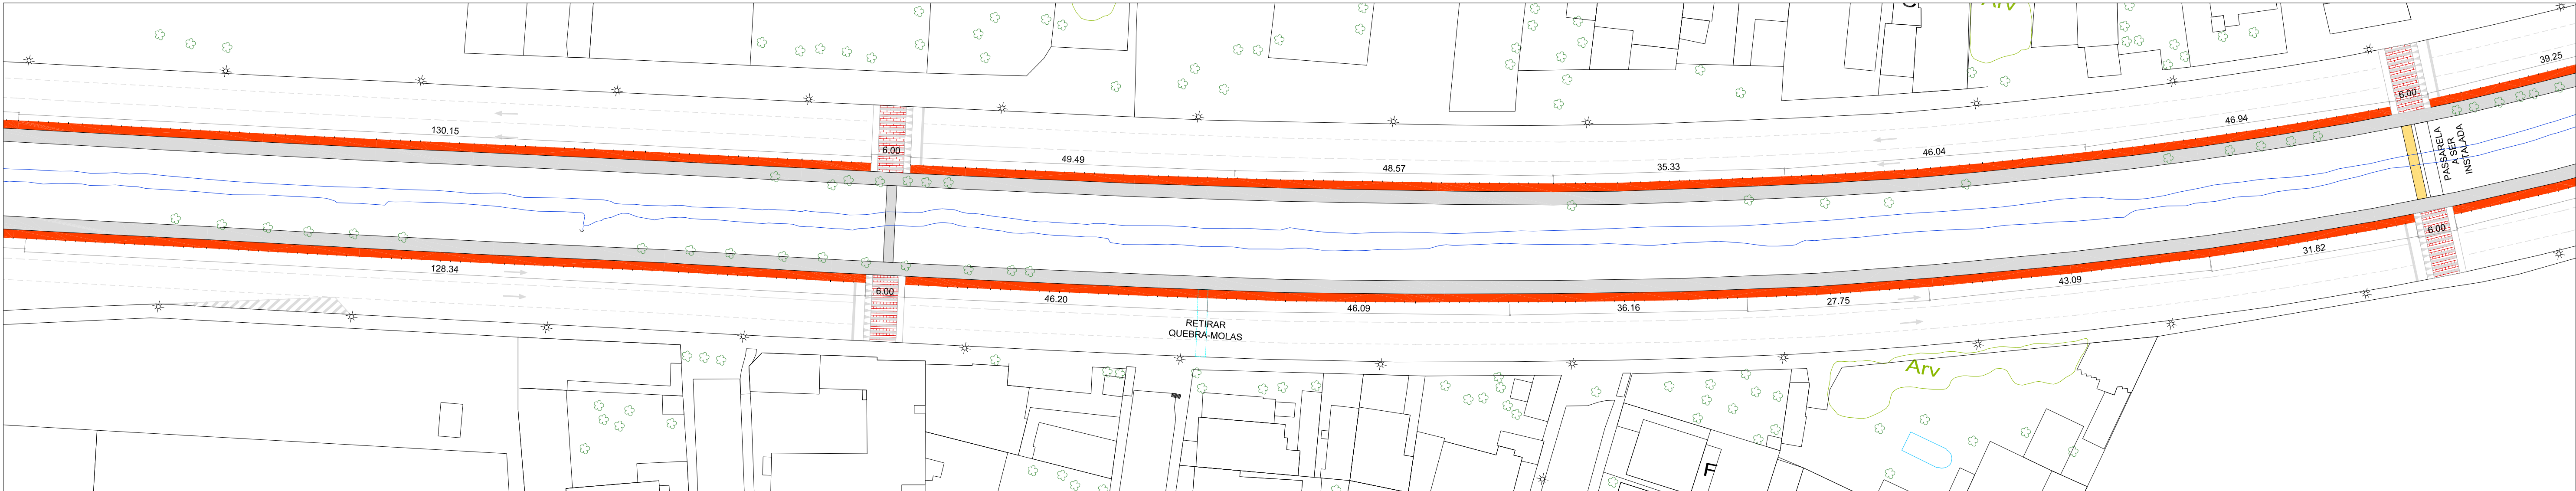 Arv
39.25
6.00
46.94
130.15
6.00
49.49
48.57
35.33
46.04
PASSARELA
A SER
INSTALADA
6.00
31.82
128.34
6.00
46.20
46.09
36.16
27.75
43.09
RETIRAR
QUEBRA-MOLAS
Arv
F